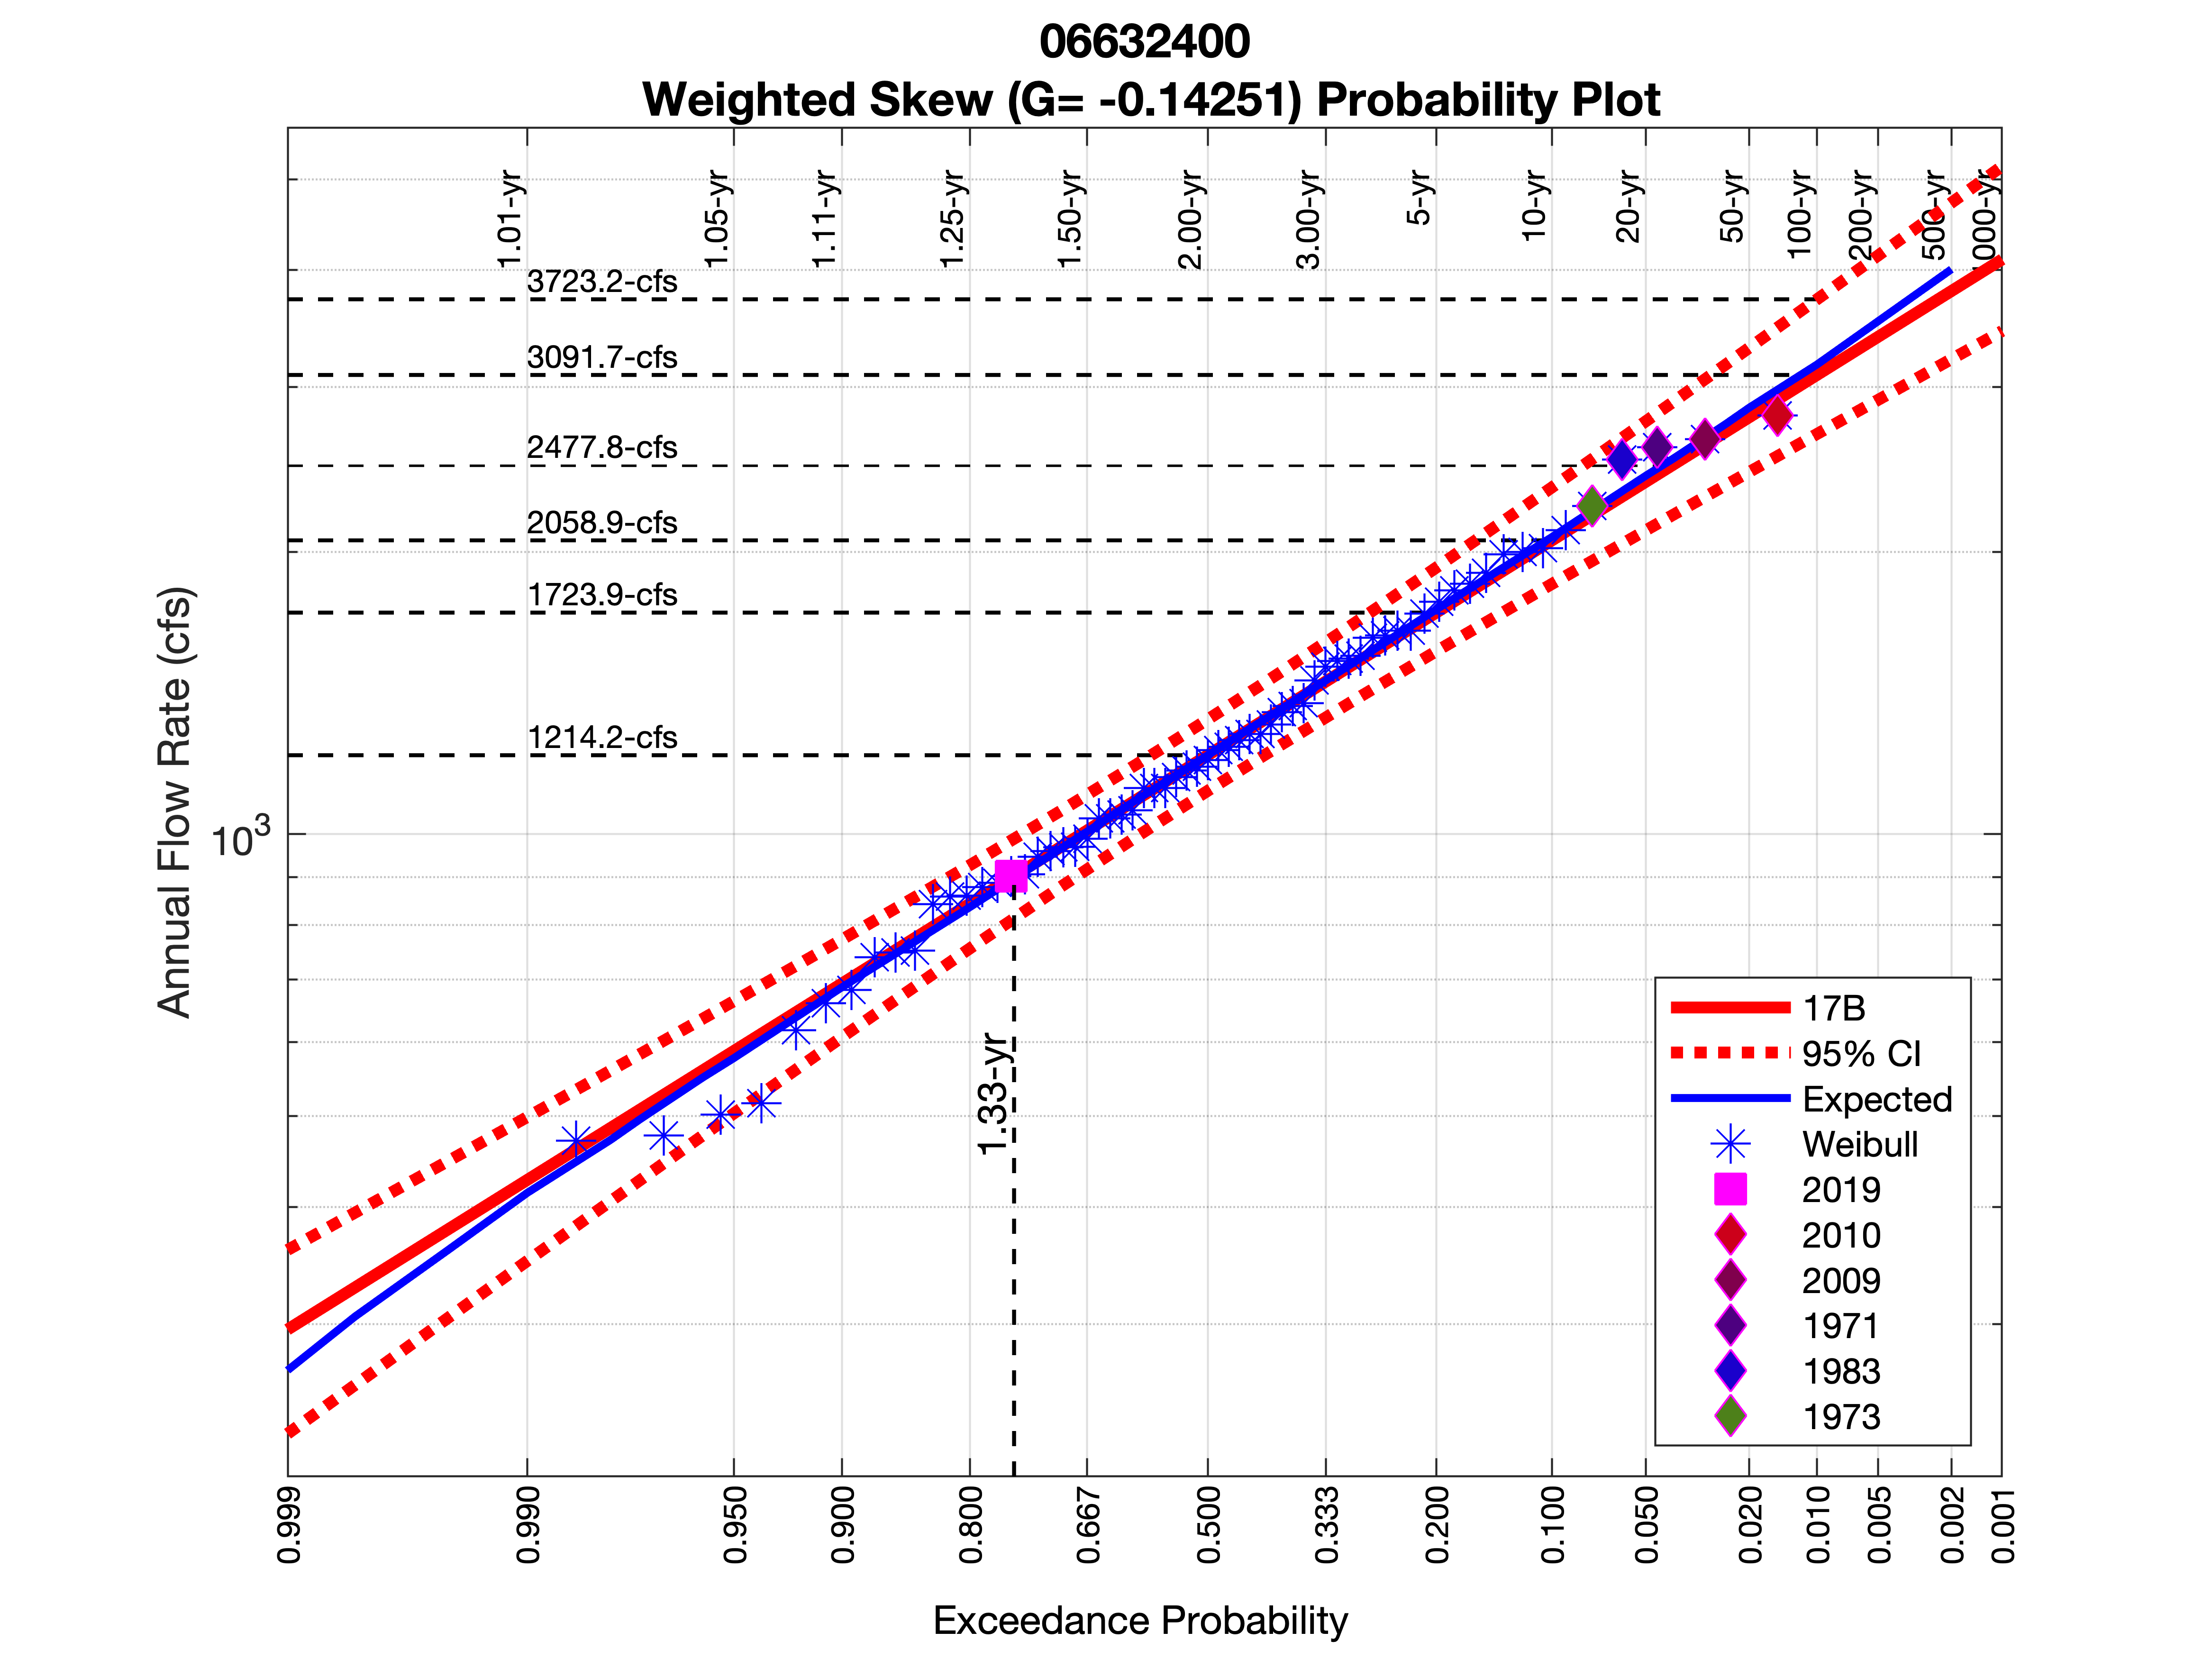 06632400
Weighted Skew (G= -0.14251) Probability Plot
1.01-yr
1.05-yr
1.11-yr
1.25-yr
1.50-yr
2.00-yr
3.00-yr
5-yr
10-yr
20-yr
50-yr
100-yr
200-yr
500-yr
1000-yr
3723.2-cfs
3091.7-cfs
2477.8-cfs
2058.9-cfs
1723.9-cfs
1214.2-cfs
Annual Flow Rate (cfs)
10³
1.33-yr
17B
95% CI
Expected
Weibull
2019
2010
2009
1971
1983
1973
0.999
0.990
0.950
0.900
0.800
0.667
0.500
0.333
0.200
0.100
0.050
0.020
0.010
0.005
0.002
0.001
Exceedance Probability